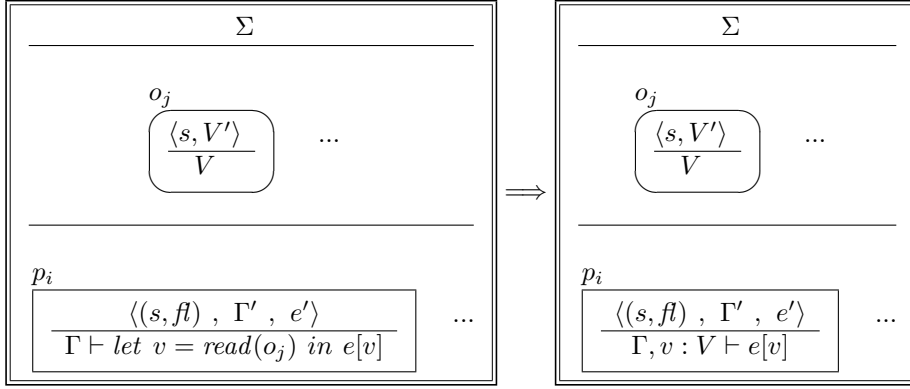 Σ Σ
o_j o_j
⟨s, V′⟩ ... ⟨s, V′⟩ ...
V V
⟹
p_i p_i
⟨(s, fl) , Γ′ , e′⟩ ... ⟨(s, fl) , Γ′ , e′⟩ ...
Γ ⊢ let v = read(o_j) in e[v] Γ, v : V ⊢ e[v]